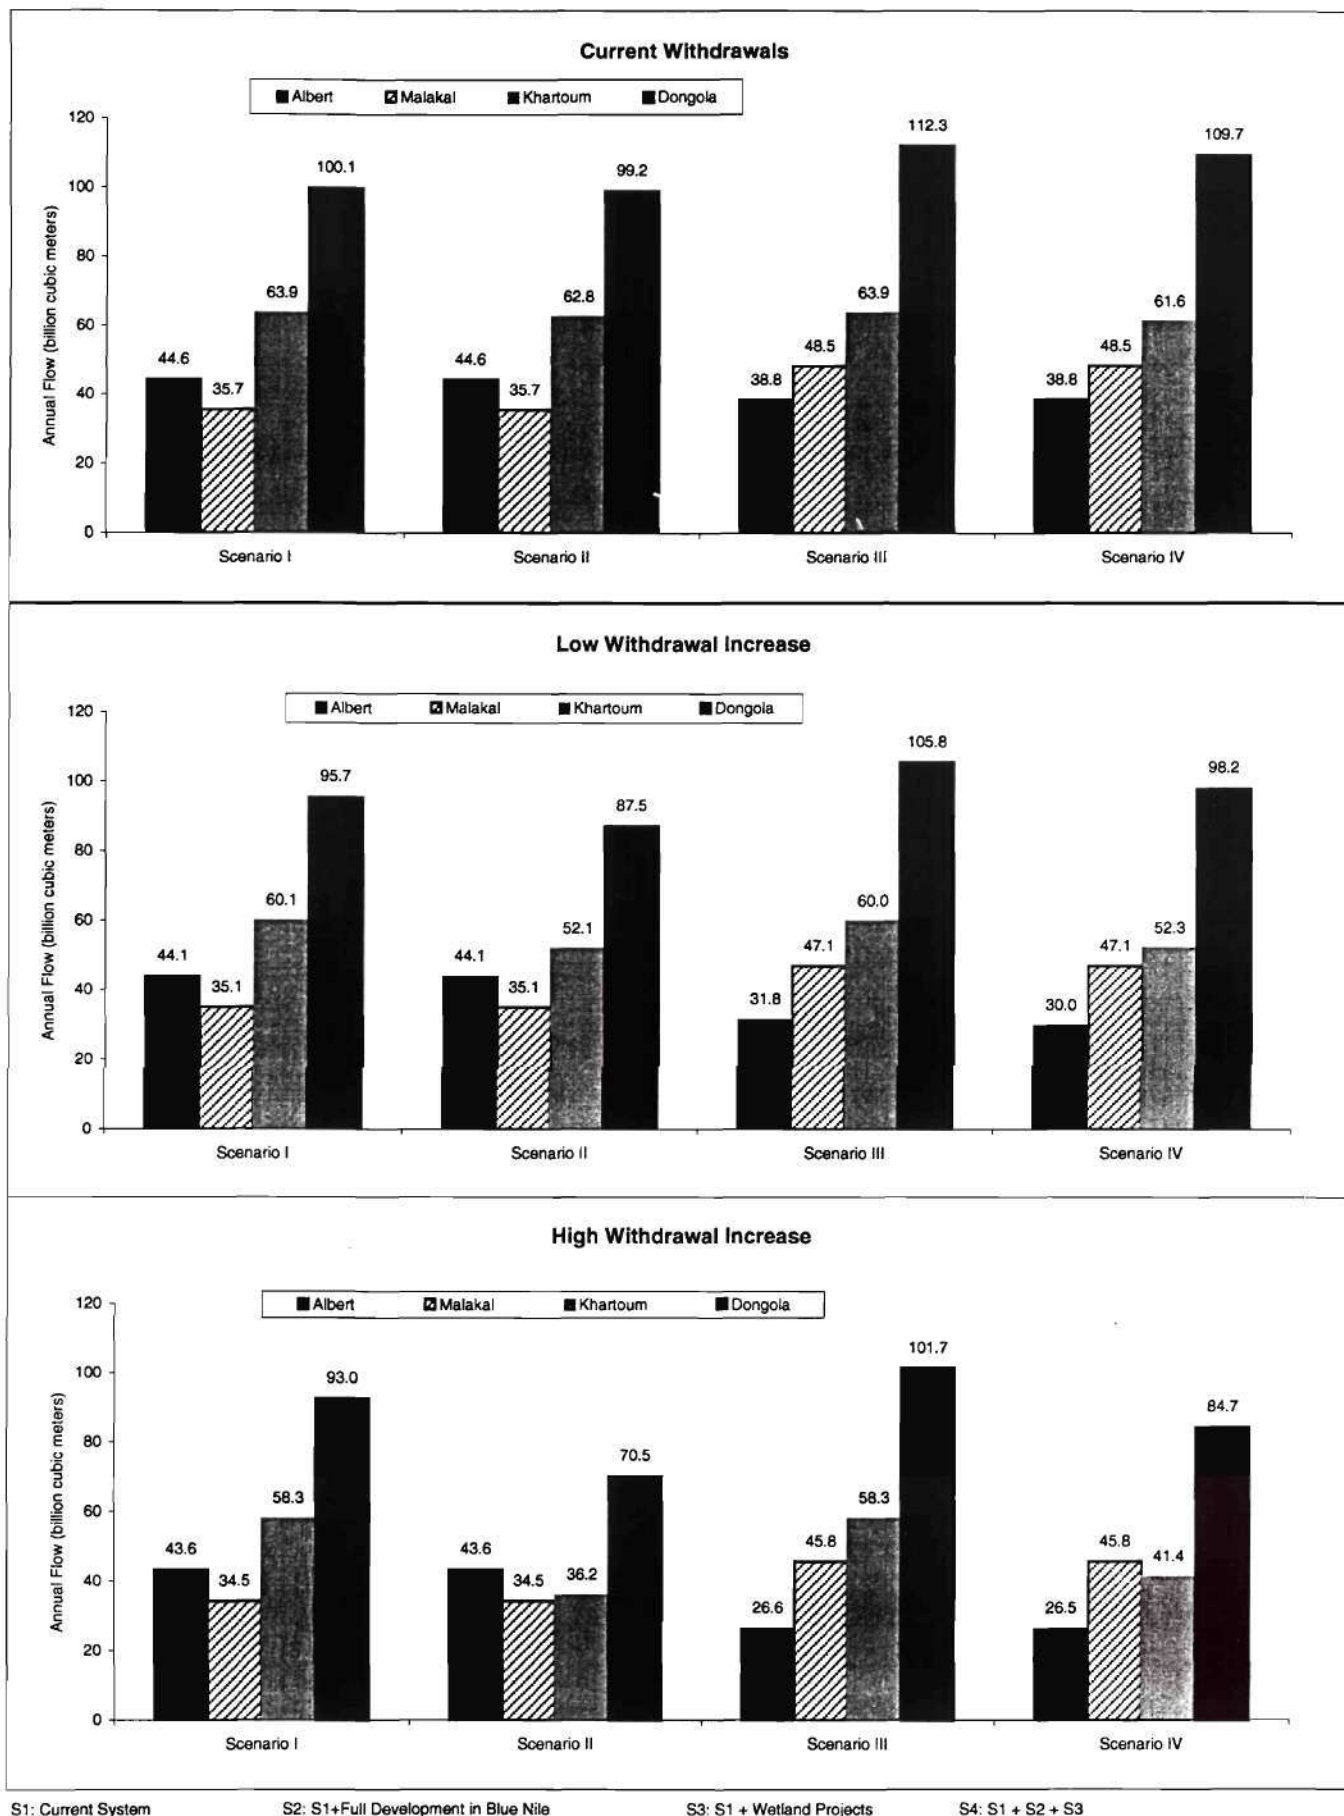 Current Withdrawals
Albert Malakal Khartoum Dongola
Annual Flow (billion cubic meters)
120
100
80
60
40
20
0
44.6 35.7 63.9 100.1
44.6 35.7 62.8 99.2
38.8 48.5 63.9 112.3
38.8 48.5 61.6 109.7
Scenario I Scenario II Scenario III Scenario IV
Low Withdrawal Increase
Albert Malakal Khartoum Dongola
Annual Flow (billion cubic meters)
120
100
80
60
40
20
0
44.1 35.1 60.1 95.7
44.1 35.1 52.1 87.5
31.8 47.1 60.0 105.8
30.0 47.1 52.3 98.2
Scenario I Scenario II Scenario III Scenario IV
High Withdrawal Increase
Albert Malakal Khartoum Dongola
Annual Flow (billion cubic meters)
120
100
80
60
40
20
0
43.6 34.5 58.3 93.0
43.6 34.5 36.2 70.5
26.6 45.8 58.3 101.7
26.5 45.8 41.4 84.7
Scenario I Scenario II Scenario III Scenario IV
S1: Current System S2: S1+Full Development in Blue Nile S3: S1 + Wetland Projects S4: S1 + S2 + S3